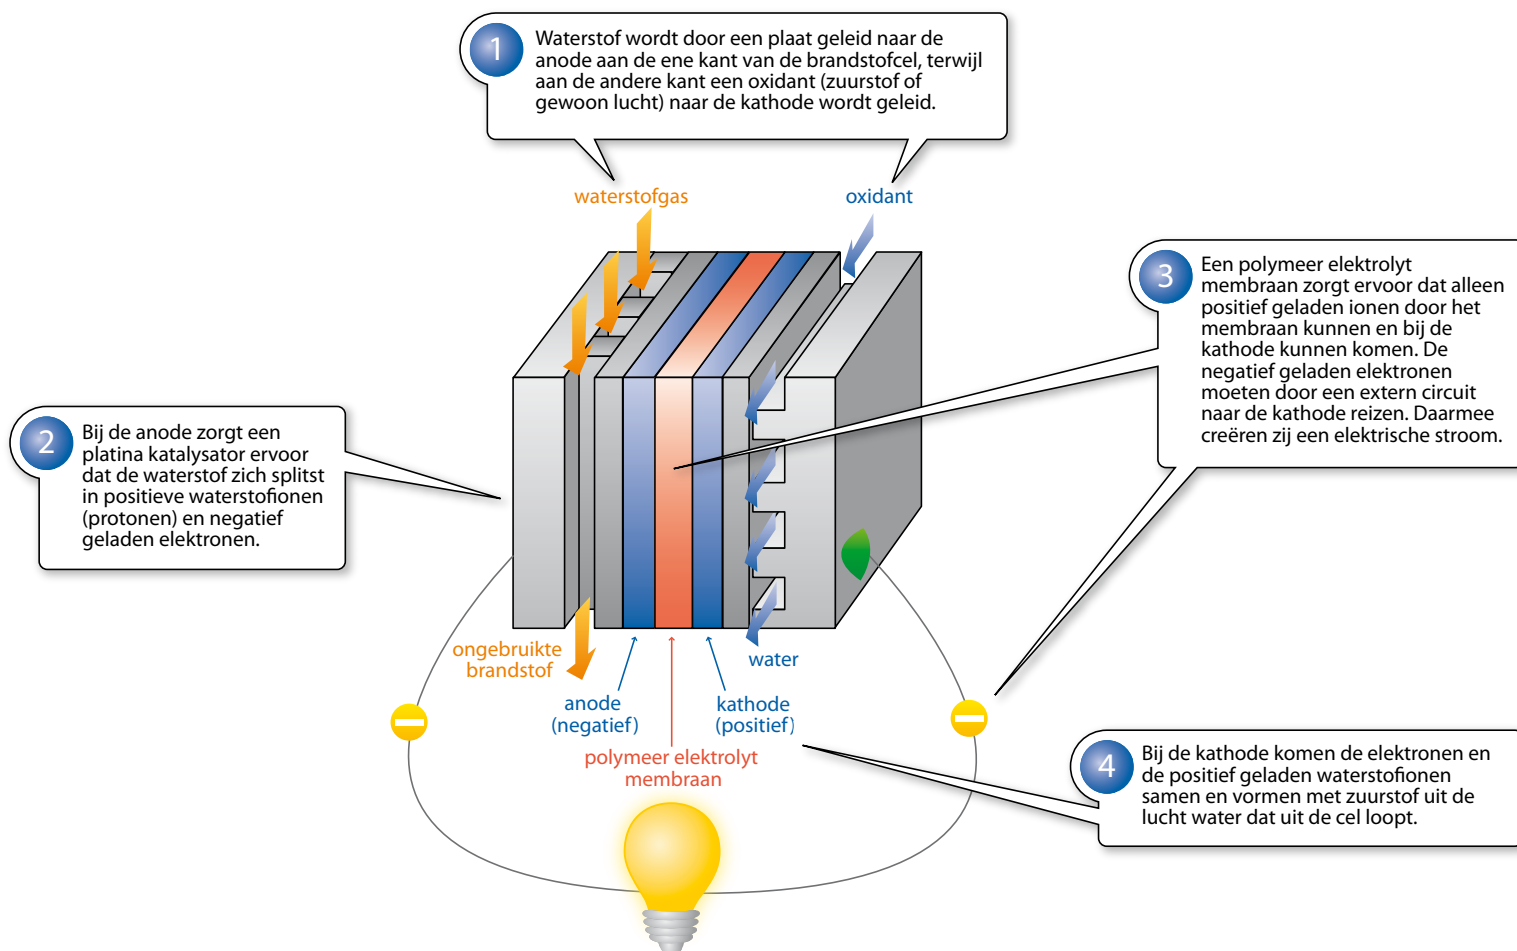 1
Waterstof wordt door een plaat geleid naar de
anode aan de ene kant van de brandstofcel, terwijl
aan de andere kant een oxidant (zuurstof of
gewoon lucht) naar de kathode wordt geleid.
waterstofgas
oxidant
3
Een polymeer elektrolyt
membraan zorgt ervoor dat alleen
positief geladen ionen door het
membraan kunnen en bij de
kathode kunnen komen. De
negatief geladen elektronen
moeten door een extern circuit
naar de kathode reizen. Daarmee
creëren zij een elektrische stroom.
2
Bij de anode zorgt een
platina katalysator ervoor
dat de waterstof zich splitst
in positieve waterstofionen
(protonen) en negatief
geladen elektronen.
ongebruikte
brandstof
water
anode
(negatief)
kathode
(positief)
polymeer elektrolyt
membraan
4
Bij de kathode komen de elektronen en
de positief geladen waterstofionen
samen en vormen met zuurstof uit de
lucht water dat uit de cel loopt.